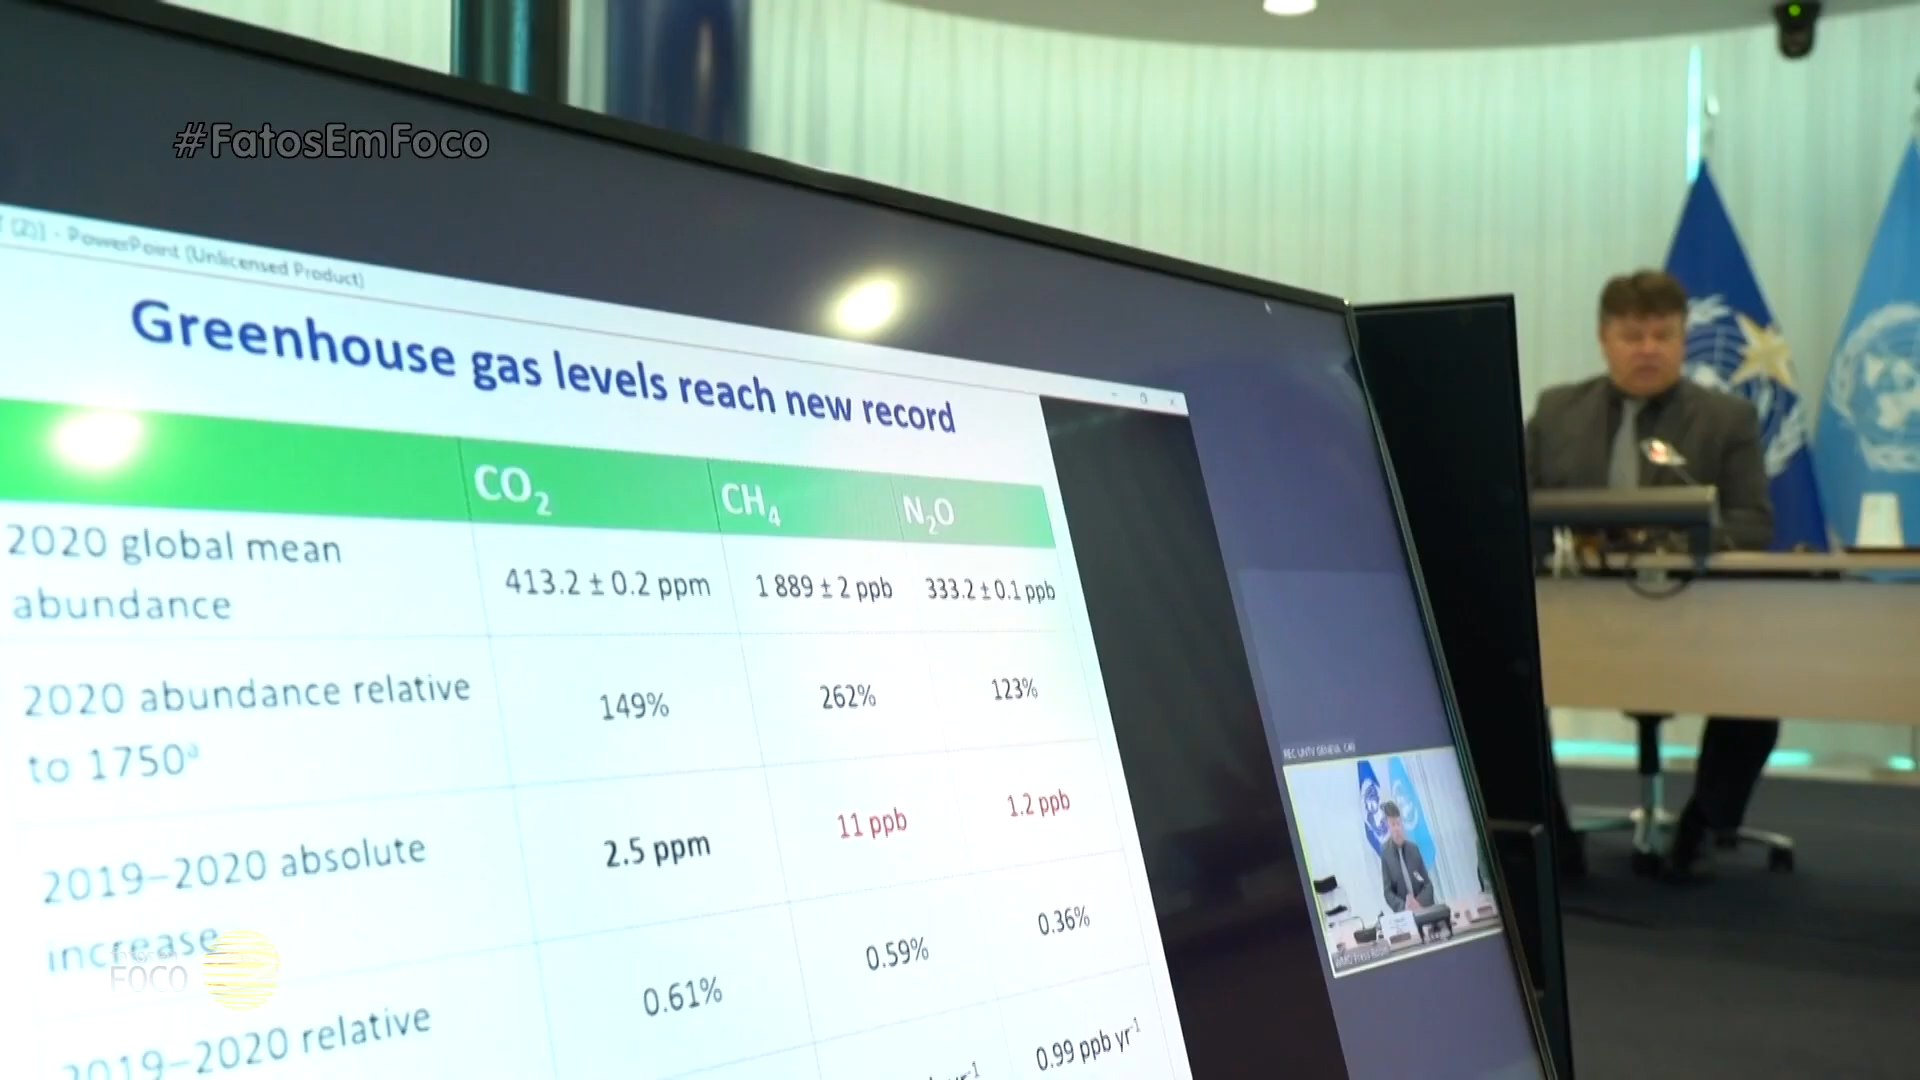 #FatosEmFoco
(2)] - PowerPoint (Unlicensed Product)
Greenhouse gas levels reach new record
CO₂ CH₄ N₂O
2020 global mean
abundance
413.2 ± 0.2 ppm 1 889 ± 2 ppb 333.2 ± 0.1 ppb
2020 abundance relative
to 1750ᵃ
149% 262% 123%
2019–2020 absolute
increase
2.5 ppm 11 ppb 1.2 ppb
2019–2020 relative
0.61% 0.59% 0.36%
0.99 ppb yr⁻¹
FOCO